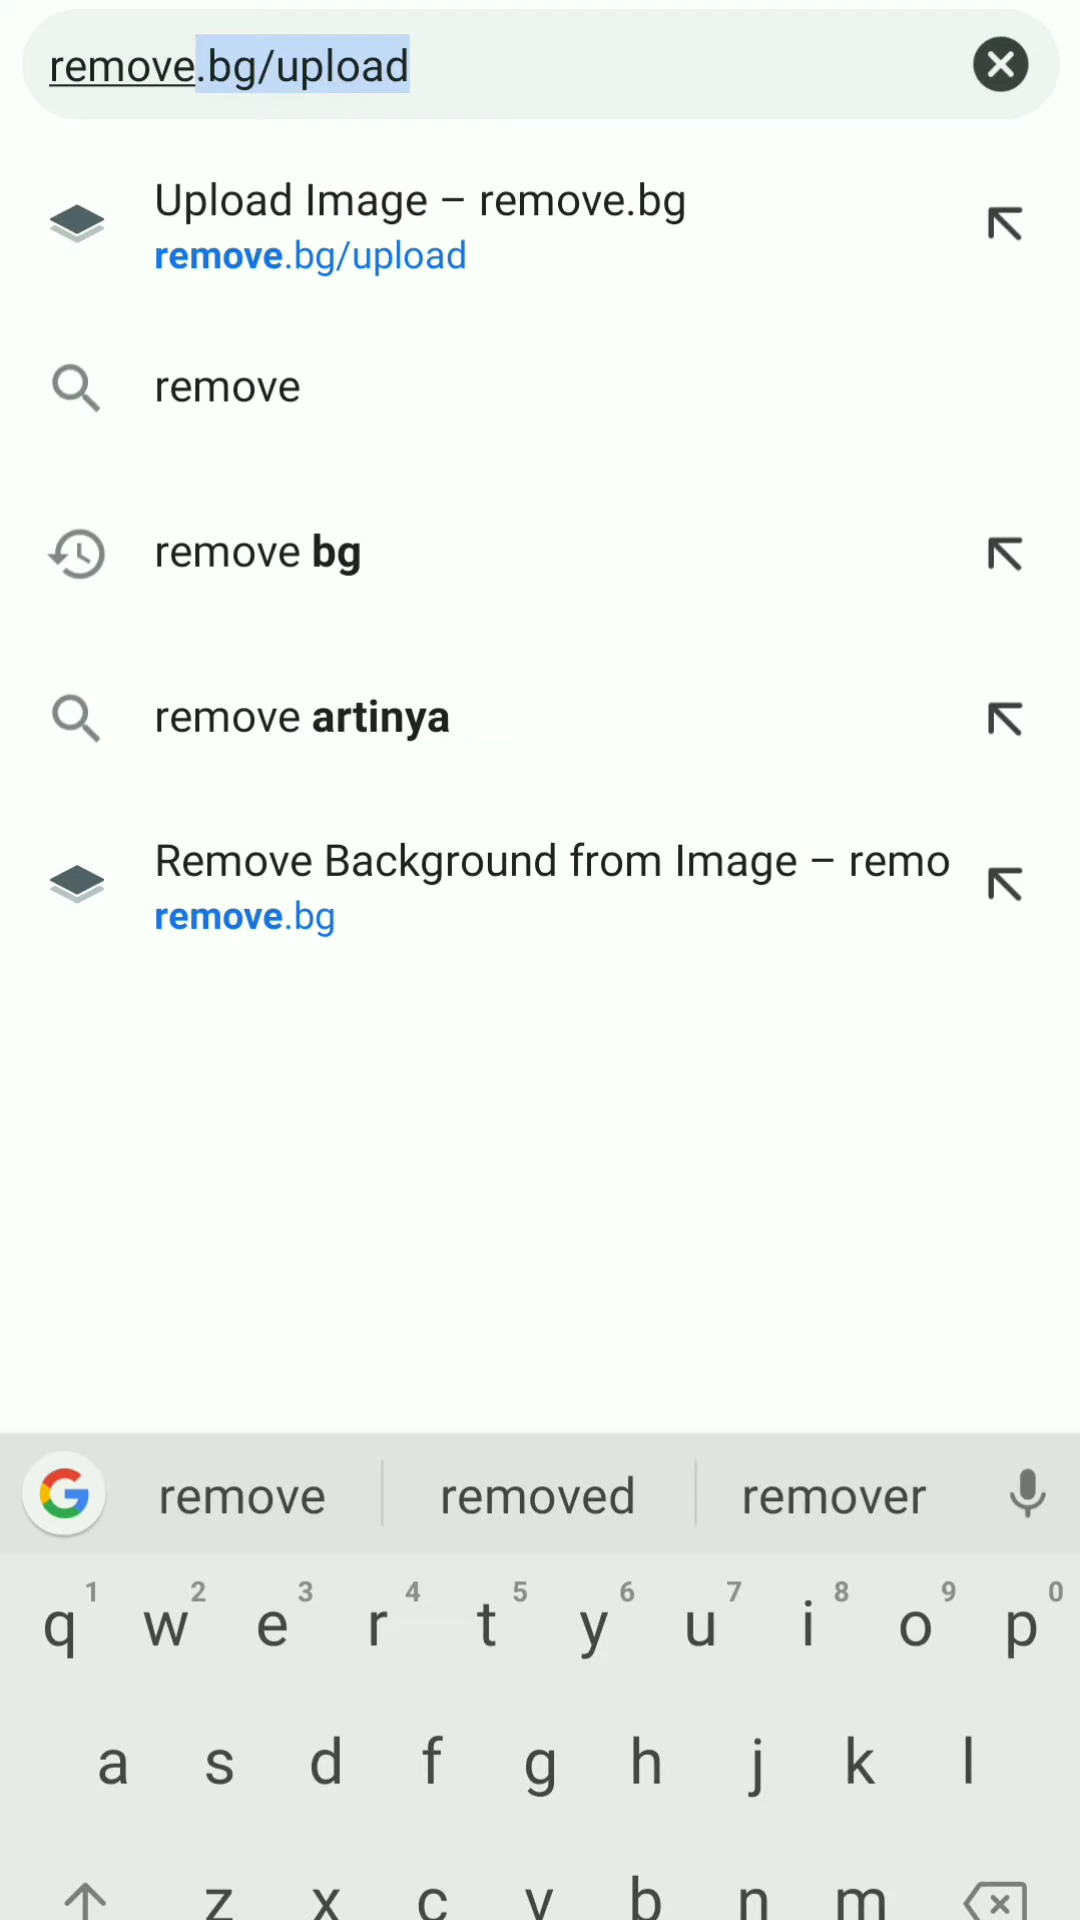 remove.bg/upload
Upload Image – remove.bg
remove.bg/upload
remove
remove bg
remove artinya
Remove Background from Image – remo
remove.bg
remove removed remover
1 2 3 4 5 6 7 8 9 0
q w e r t y u i o p
a s d f g h j k l
z x c v b n m